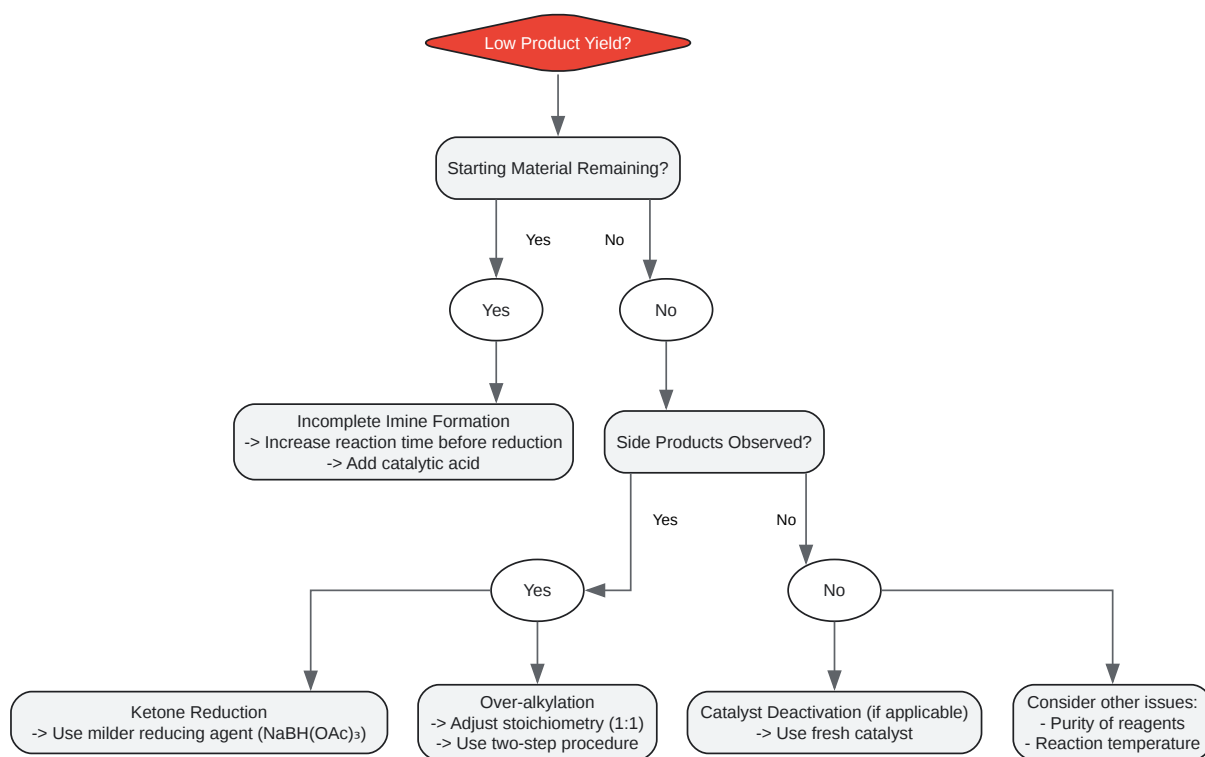 Low Product Yield?
Starting Material Remaining?
Yes
No
Yes
No
Incomplete Imine Formation
-> Increase reaction time before reduction
-> Add catalytic acid
Side Products Observed?
Yes
No
Yes
No
Ketone Reduction
-> Use milder reducing agent (NaBH(OAc)₃)
Over-alkylation
-> Adjust stoichiometry (1:1)
-> Use two-step procedure
Catalyst Deactivation (if applicable)
-> Use fresh catalyst
Consider other issues:
- Purity of reagents
- Reaction temperature